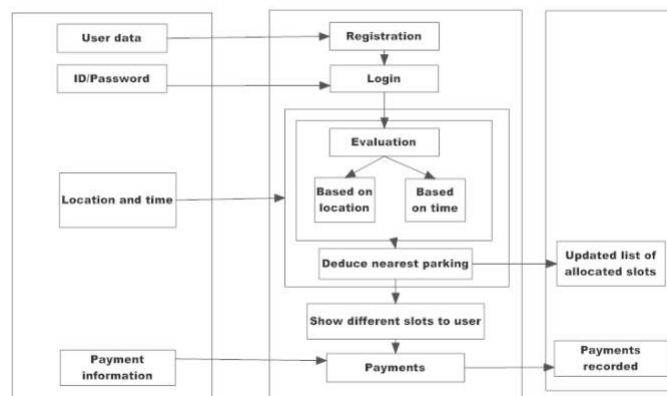 User data
Registration
ID/Password
Login
Evaluation
Based on
location
Based
on time
Location and time
Deduce nearest parking
Updated list of
allocated slots
Show different slots to user
Payment
information
Payments
Payments
recorded